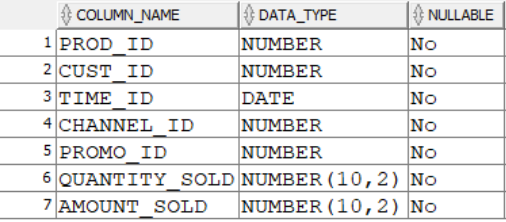 COLUMN_NAME DATA_TYPE NULLABLE
1 PROD_ID NUMBER No
2 CUST_ID NUMBER No
3 TIME_ID DATE No
4 CHANNEL_ID NUMBER No
5 PROMO_ID NUMBER No
6 QUANTITY_SOLD NUMBER(10,2) No
7 AMOUNT_SOLD NUMBER(10,2) No